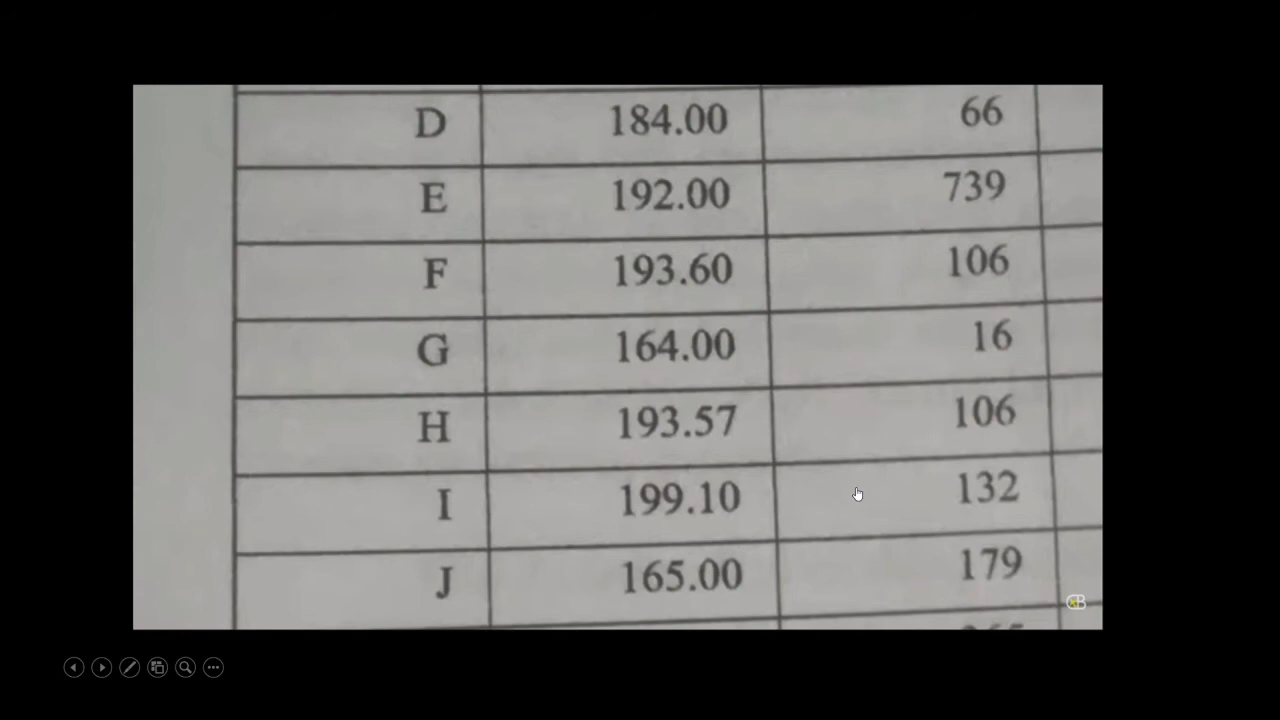 D 184.00 66
E 192.00 739
F 193.60 106
G 164.00 16
H 193.57 106
I 199.10 132
J 165.00 179